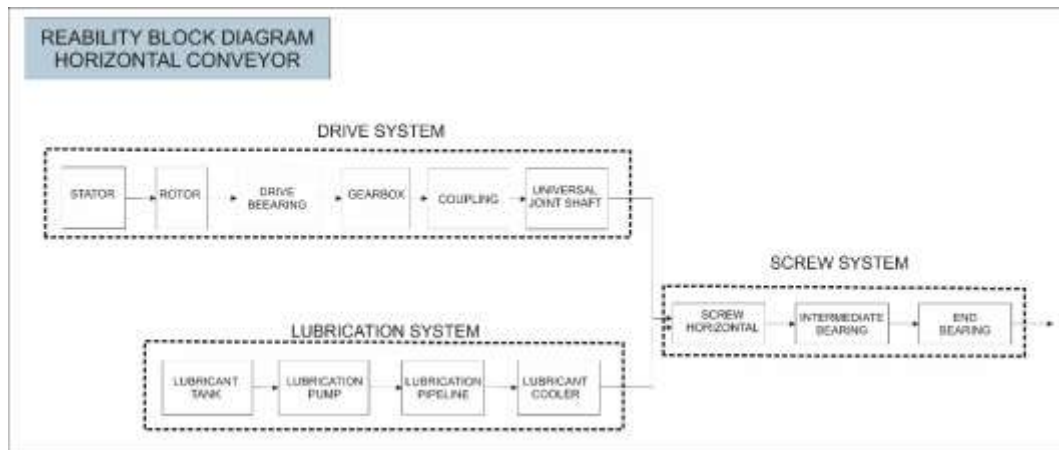 REABILITY BLOCK DIAGRAM
HORIZONTAL CONVEYOR
DRIVE SYSTEM
STATOR
ROTOR
DRIVE
BEEARING
GEARBOX
COUPLING
UNIVERSAL
JOINT SHAFT
SCREW SYSTEM
SCREW
HORIZONTAL
INTERMEDIATE
BEARING
END
BEARING
LUBRICATION SYSTEM
LUBRICANT
TANK
LUBRICATION
PUMP
LUBRICATION
PIPELINE
LUBRICANT
COOLER